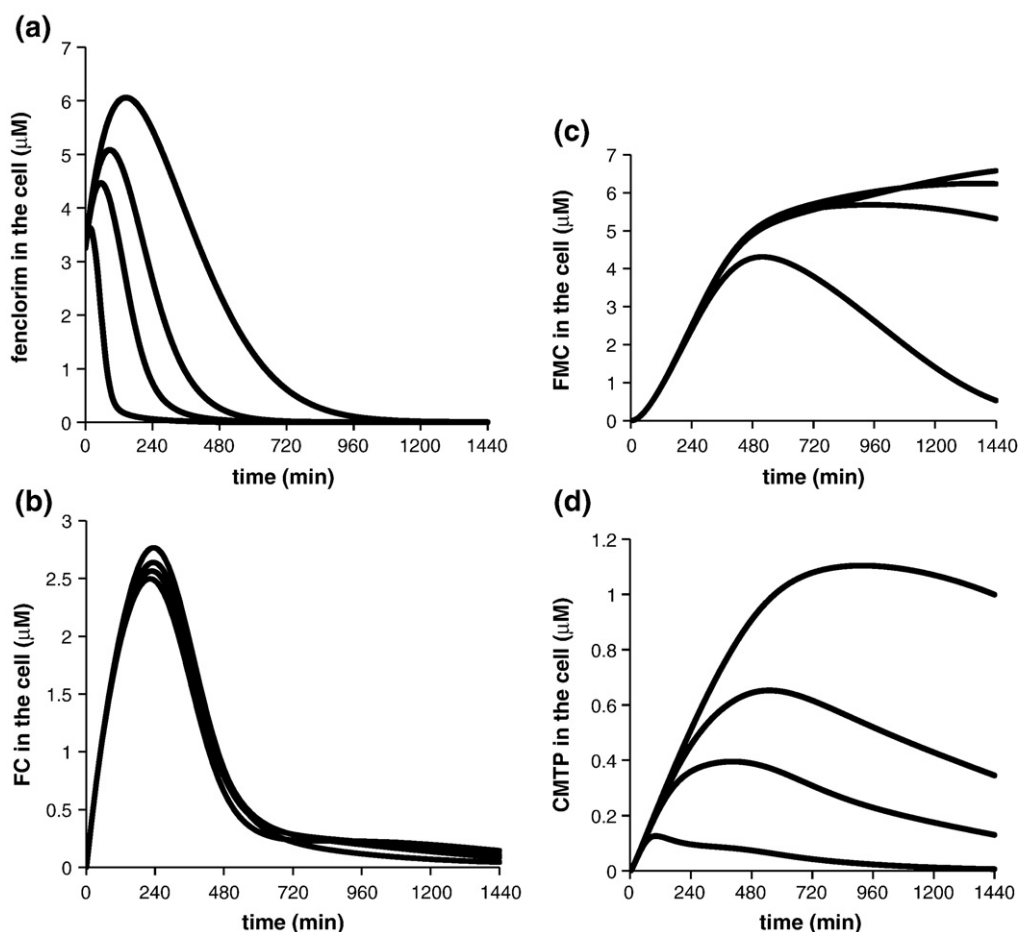 (a)
7
6
5
4
3
2
1
0
fenclorim in the cell (μM)
0 240 480 720 960 1200 1440
time (min)
(b)
3
2.5
2
1.5
1
0.5
0
FC in the cell (μM)
0 240 480 720 960 1200 1440
time (min)
(c)
7
6
5
4
3
2
1
0
FMC in the cell (μM)
0 240 480 720 960 1200 1440
time (min)
(d)
1.2
1
0.8
0.6
0.4
0.2
0
CMTP in the cell (μM)
0 240 480 720 960 1200 1440
time (min)